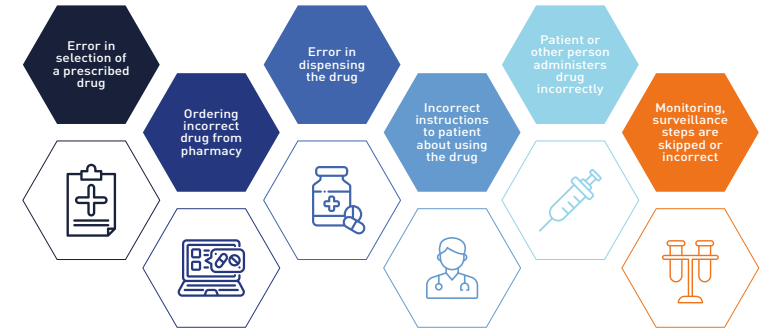 Error in
selection of
a prescribed
drug
Ordering
incorrect
drug from
pharmacy
Error in
dispensing
the drug
Incorrect
instructions
to patient
about using
the drug
Patient or
other person
administers
drug
incorrectly
Monitoring,
surveillance
steps are
skipped or
incorrect